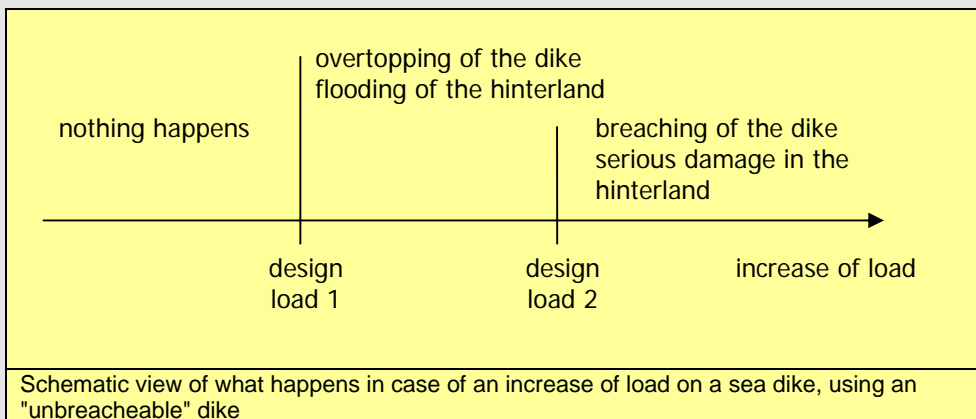 overtopping of the dike
flooding of the hinterland
nothing happens
breaching of the dike
serious damage in the
hinterland
design
load 1
design
load 2
increase of load
Schematic view of what happens in case of an increase of load on a sea dike, using an
"unbreacheable" dike